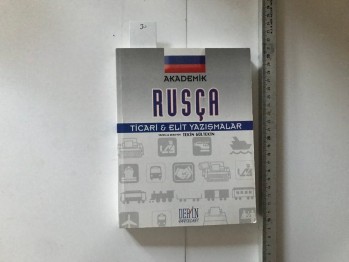 AKADEMİK
RUSÇA
TİCARİ & ELİT YAZIŞMALAR
DERİN